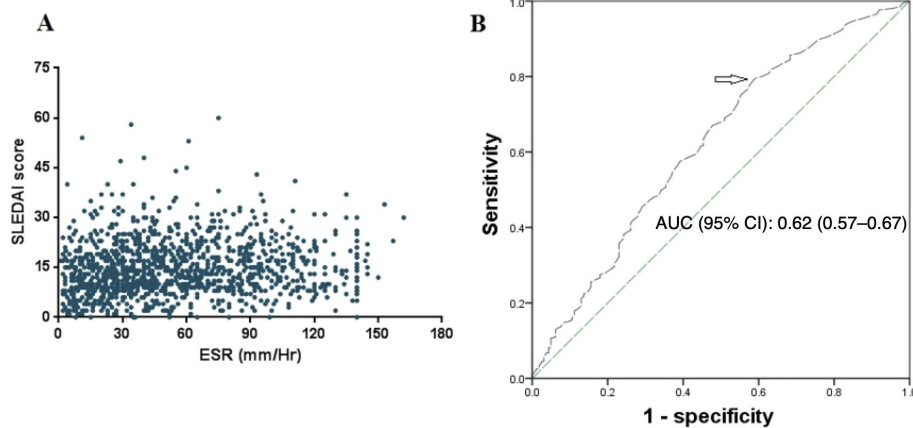 A
75
60
45
30
15
0
SLEDAI score
0 30 60 90 120 150 180
ESR (mm/Hr)
B
1.0
0.8
0.6
0.4
0.2
0.0
Sensitivity
AUC (95% CI): 0.62 (0.57–0.67)
0.0 0.2 0.4 0.6 0.8 1.0
1 - specificity